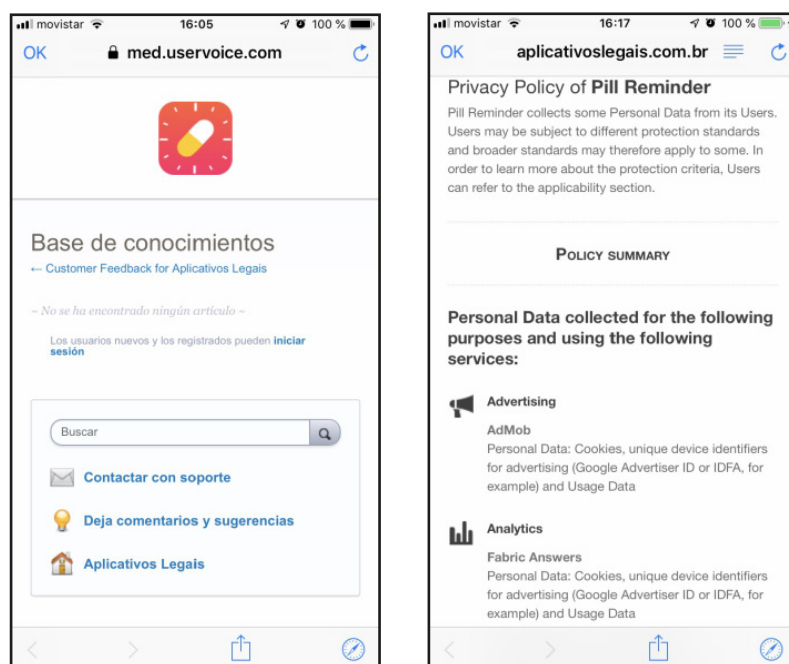 movistar 16:05 100 %
OK med.uservoice.com
Base de conocimientos
← Customer Feedback for Aplicativos Legais
~ No se ha encontrado ningún artículo ~
Los usuarios nuevos y los registrados pueden iniciar
sesión
Buscar
Contactar con soporte
Deja comentarios y sugerencias
Aplicativos Legais
movistar 16:17 100 %
OK aplicativoslegais.com.br
Privacy Policy of Pill Reminder
Pill Reminder collects some Personal Data from its Users.
Users may be subject to different protection standards
and broader standards may therefore apply to some. In
order to learn more about the protection criteria, Users
can refer to the applicability section.
POLICY SUMMARY
Personal Data collected for the following
purposes and using the following
services:
Advertising
AdMob
Personal Data: Cookies, unique device identifiers
for advertising (Google Advertiser ID or IDFA, for
example) and Usage Data
Analytics
Fabric Answers
Personal Data: Cookies, unique device identifiers
for advertising (Google Advertiser ID or IDFA, for
example) and Usage Data